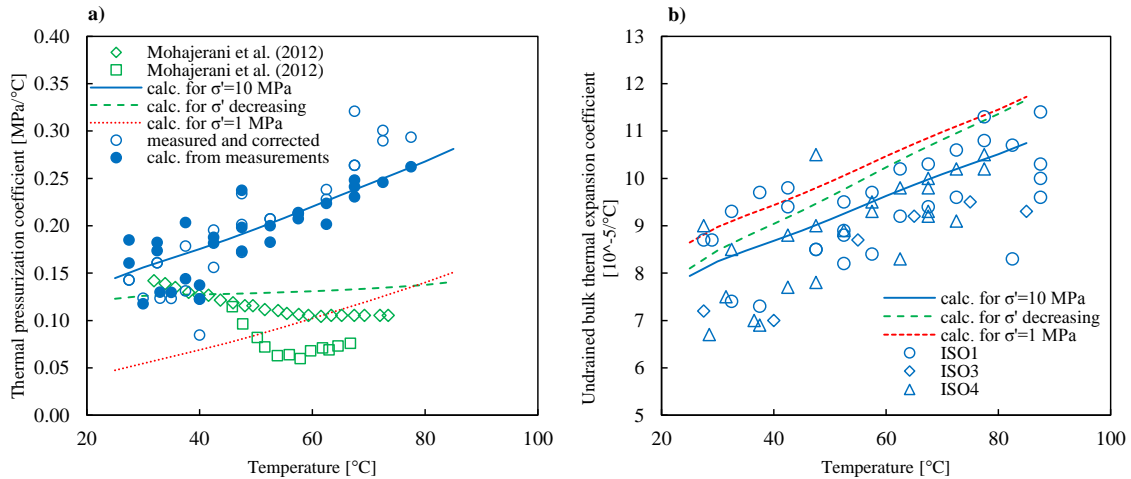 a)
Thermal pressurization coefficient [MPa/°C]
0.40
0.35
0.30
0.25
0.20
0.15
0.10
0.05
0.00
Mohajerani et al. (2012)
Mohajerani et al. (2012)
calc. for σ'=10 MPa
calc. for σ' decreasing
calc. for σ'=1 MPa
measured and corrected
calc. from measurements
20 40 60 80 100
Temperature [°C]
b)
Undrained bulk thermal expansion coefficient
[10^-5/°C]
13
12
11
10
9
8
7
6
5
calc. for σ'=10 MPa
calc. for σ' decreasing
calc. for σ'=1 MPa
ISO1
ISO3
ISO4
20 40 60 80 100
Temperature [°C]